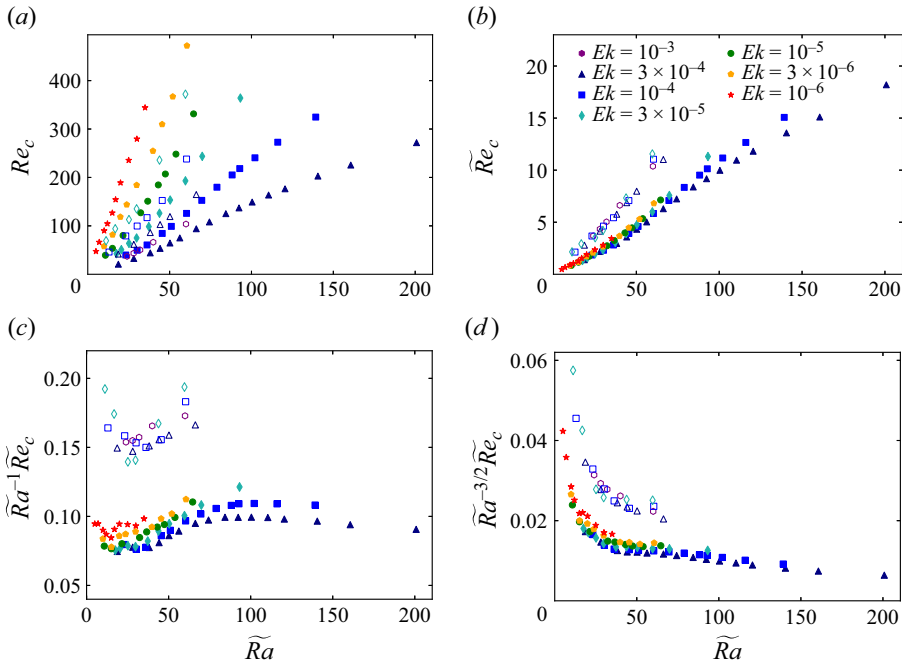 (a)
400
300
200
100
Re_c
0
50
100
150
200
(b)
Ek = 10⁻³
Ek = 3 × 10⁻⁴
Ek = 10⁻⁴
Ek = 3 × 10⁻⁵
Ek = 10⁻⁵
Ek = 3 × 10⁻⁶
Ek = 10⁻⁶
20
15
10
5
0
R͠e_c
50
100
150
200
(c)
0.20
0.15
0.10
0.05
R͠a⁻¹R͠e_c
0
50
100
150
200
R͠a
(d)
0.06
0.04
0.02
0
R͠a⁻³ᐟ²R͠e_c
50
100
150
200
R͠a